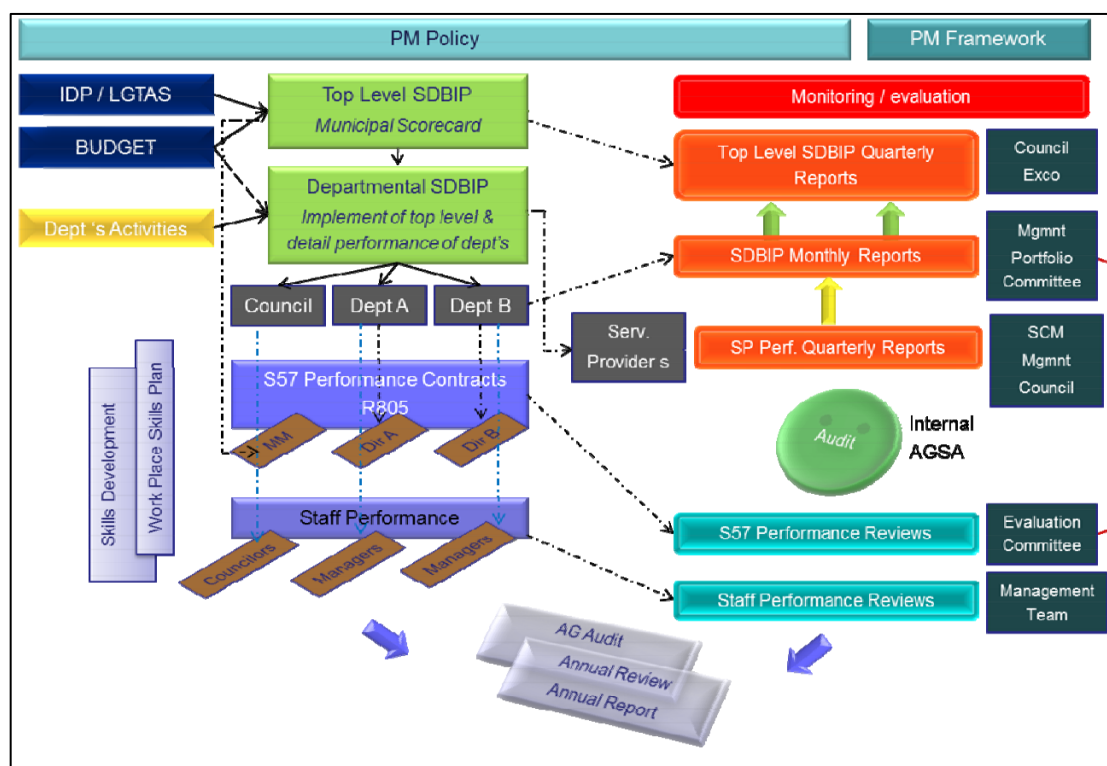 PM Policy
PM Framework
IDP / LGTAS
BUDGET
Dept 's Activities
Top Level SDBIP
Municipal Scorecard
Departmental SDBIP
Implement of top level &
detail performance of dept's
Council
Dept A
Dept B
Serv.
Provider s
S57 Performance Contracts
R805
MM
Dir A
Dir B
Staff Performance
Councilors
Managers
Managers
Skills Development
Work Place Skills Plan
Monitoring / evaluation
Top Level SDBIP Quarterly
Reports
Council
Exco
SDBIP Monthly Reports
Mgmnt
Portfolio
Committee
SP Perf. Quarterly Reports
SCM
Mgmnt
Council
Audit
Internal
AGSA
S57 Performance Reviews
Evaluation
Committee
Staff Performance Reviews
Management
Team
AG Audit
Annual Review
Annual Report